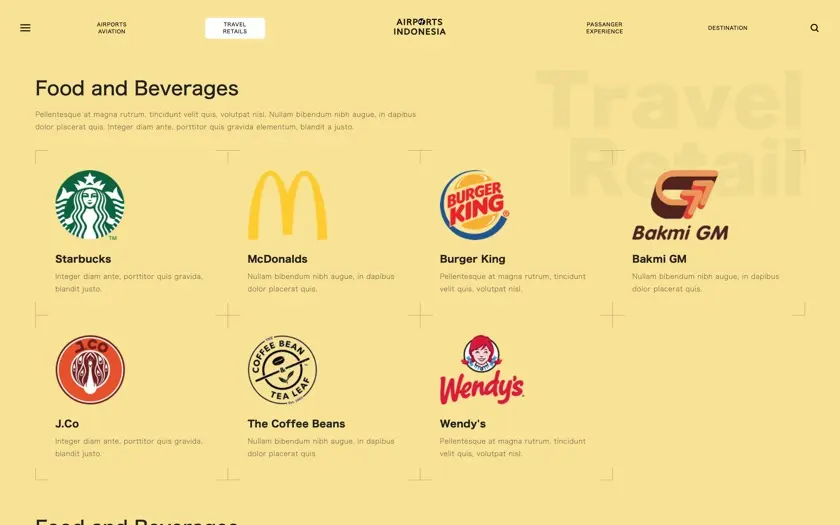 AIRPORTS
AVIATION
TRAVEL
RETAILS
AIRPORTS
INDONESIA
PASSANGER
EXPERIENCE
DESTINATION
Travel
Retail
Food and Beverages
Pellentesque at magna rutrum, tincidunt velit quis, volutpat nisl. Nullam bibendum nibh augue, in dapibus
dolor placerat quis. Integer diam ante, porttitor quis gravida elementum, blandit a justo.
TM
BURGER
KING
®
Bakmi GM
Starbucks
McDonalds
Burger King
Bakmi GM
Integer diam ante, porttitor quis gravida,
blandit justo.
Nullam bibendum nibh augue, in dapibus
dolor placerat quis.
Pellentesque at magna rutrum, tincidunt
velit quis, volutpat nisl.
Nullam bibendum nibh augue, in dapibus
dolor placerat quis.
J.CO
THE
COFFEE BEAN
TEA LEAF
Wendy's
J.Co
The Coffee Beans
Wendy's
Integer diam ante, porttitor quis gravida,
blandit justo.
Nullam bibendum nibh augue, in dapibus
dolor placerat quis.
Pellentesque at magna rutrum, tincidunt
velit quis, volutpat nisl.
Food and Beverages